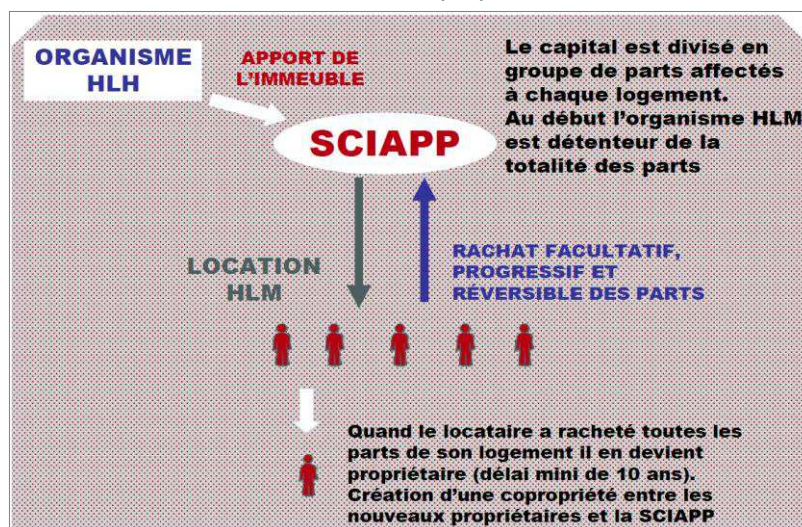 ORGANISME
HLH
APPORT DE
L'IMMEUBLE
Le capital est divisé en
groupe de parts affectés
à chaque logement.
Au début l'organisme HLM
est détenteur de la
totalité des parts
SCIAPP
LOCATION
HLM
RACHAT FACULTATIF,
PROGRESSIF ET
RÉVERSIBLE DES PARTS
Quand le locataire a racheté toutes les
parts de son logement il en devient
propriétaire (délai mini de 10 ans).
Création d'une copropriété entre les
nouveaux propriétaires et la SCIAPP